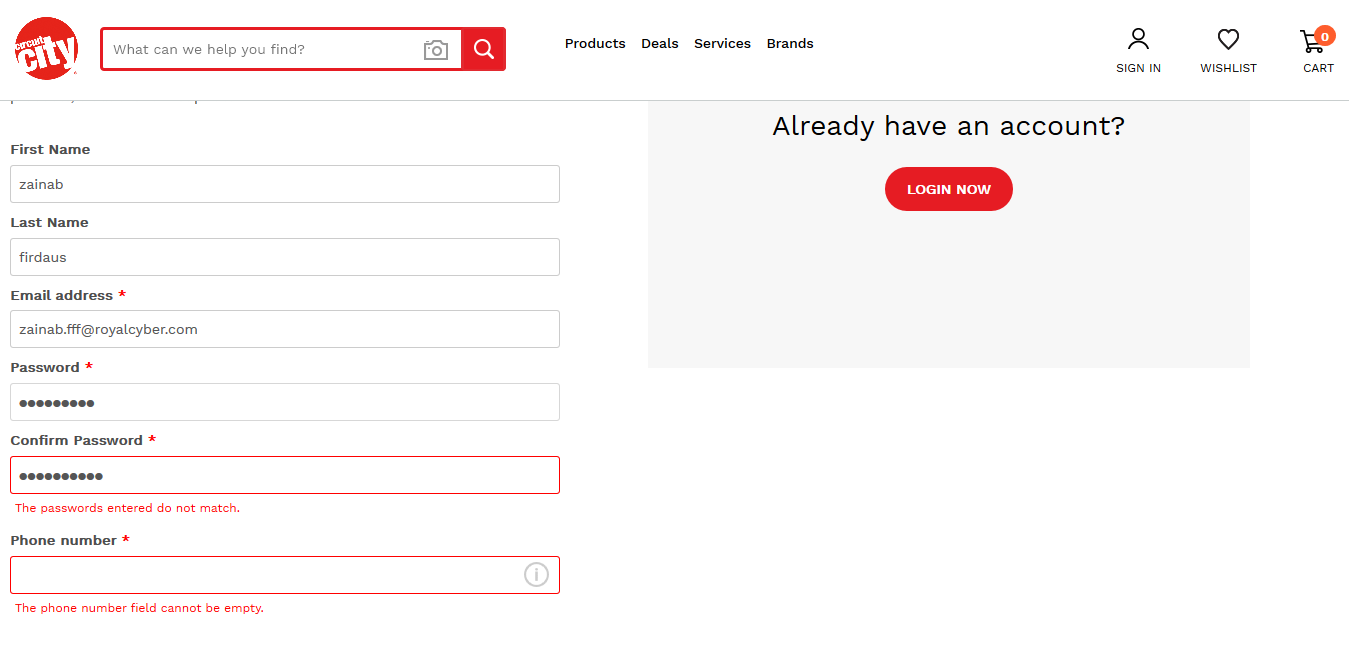 circuit
city
What can we help you find?
Products Deals Services Brands
SIGN IN WISHLIST 0 CART
First Name
zainab
Last Name
firdaus
Email address *
zainab.fff@royalcyber.com
Password *
●●●●●●●●●
Confirm Password *
●●●●●●●●●●
The passwords entered do not match.
Phone number *
The phone number field cannot be empty.
Already have an account?
LOGIN NOW